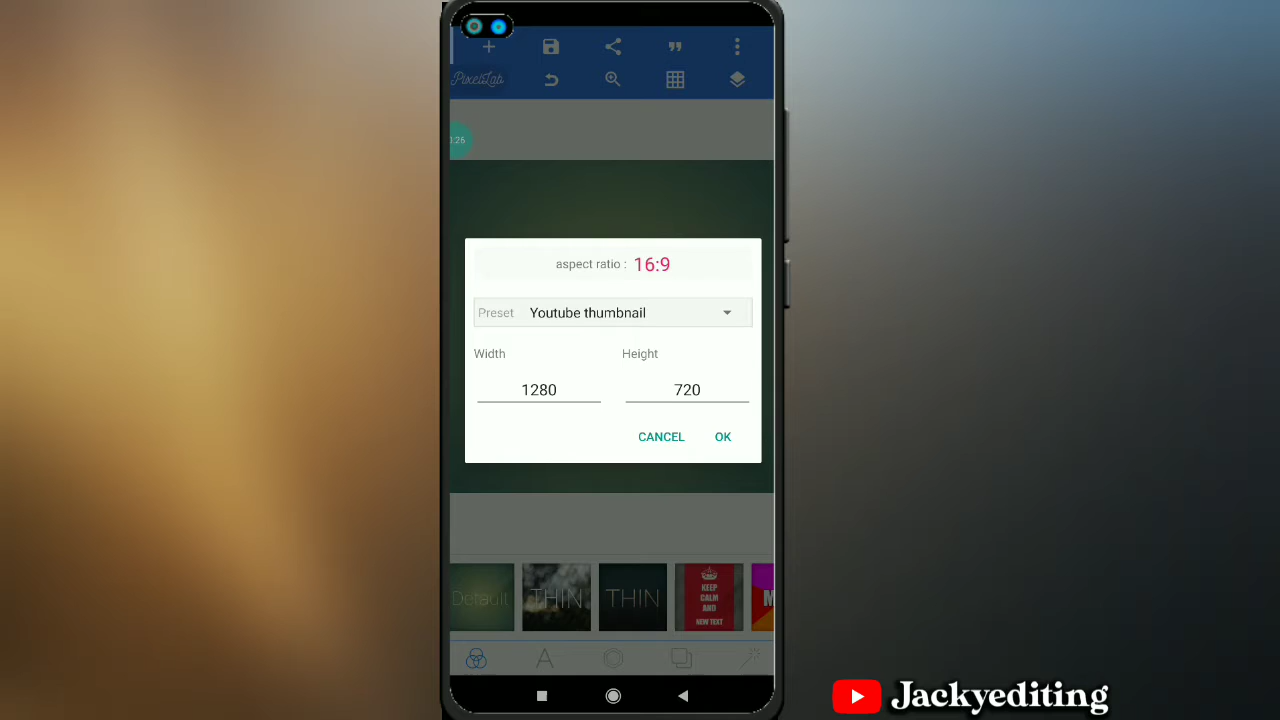 PixelLab
:26
aspect ratio : 16:9
Preset Youtube thumbnail
Width Height
1280 720
CANCEL OK
Default THIN THIN KEEP
CALM
AND
NEW TEXT
M
A
Jackyediting